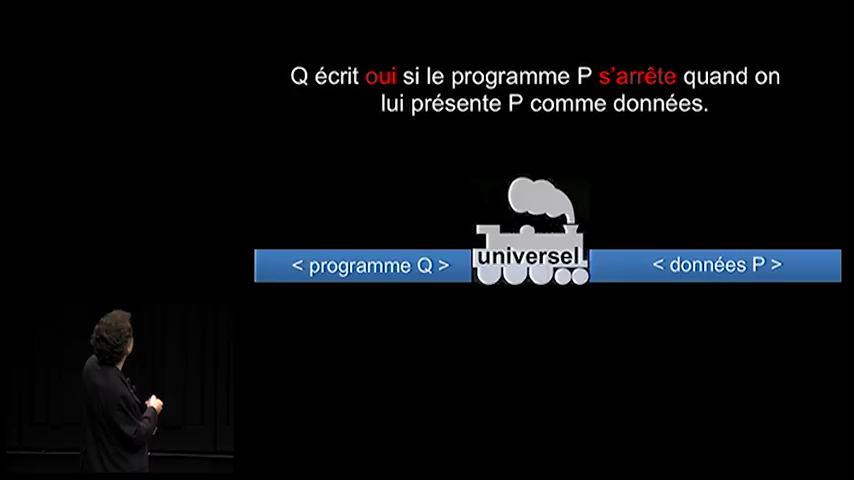 Q écrit oui si le programme P s'arrête quand on
lui présente P comme données.
universel
< programme Q >
< données P >